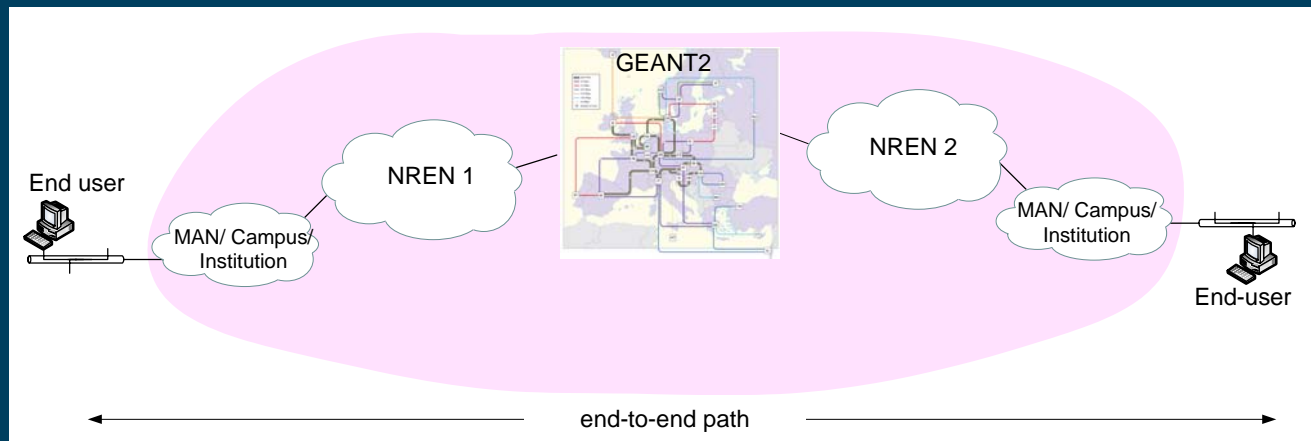 GEANT2
NREN 1
NREN 2
End user
MAN/ Campus/
Institution
MAN/ Campus/
Institution
End-user
end-to-end path